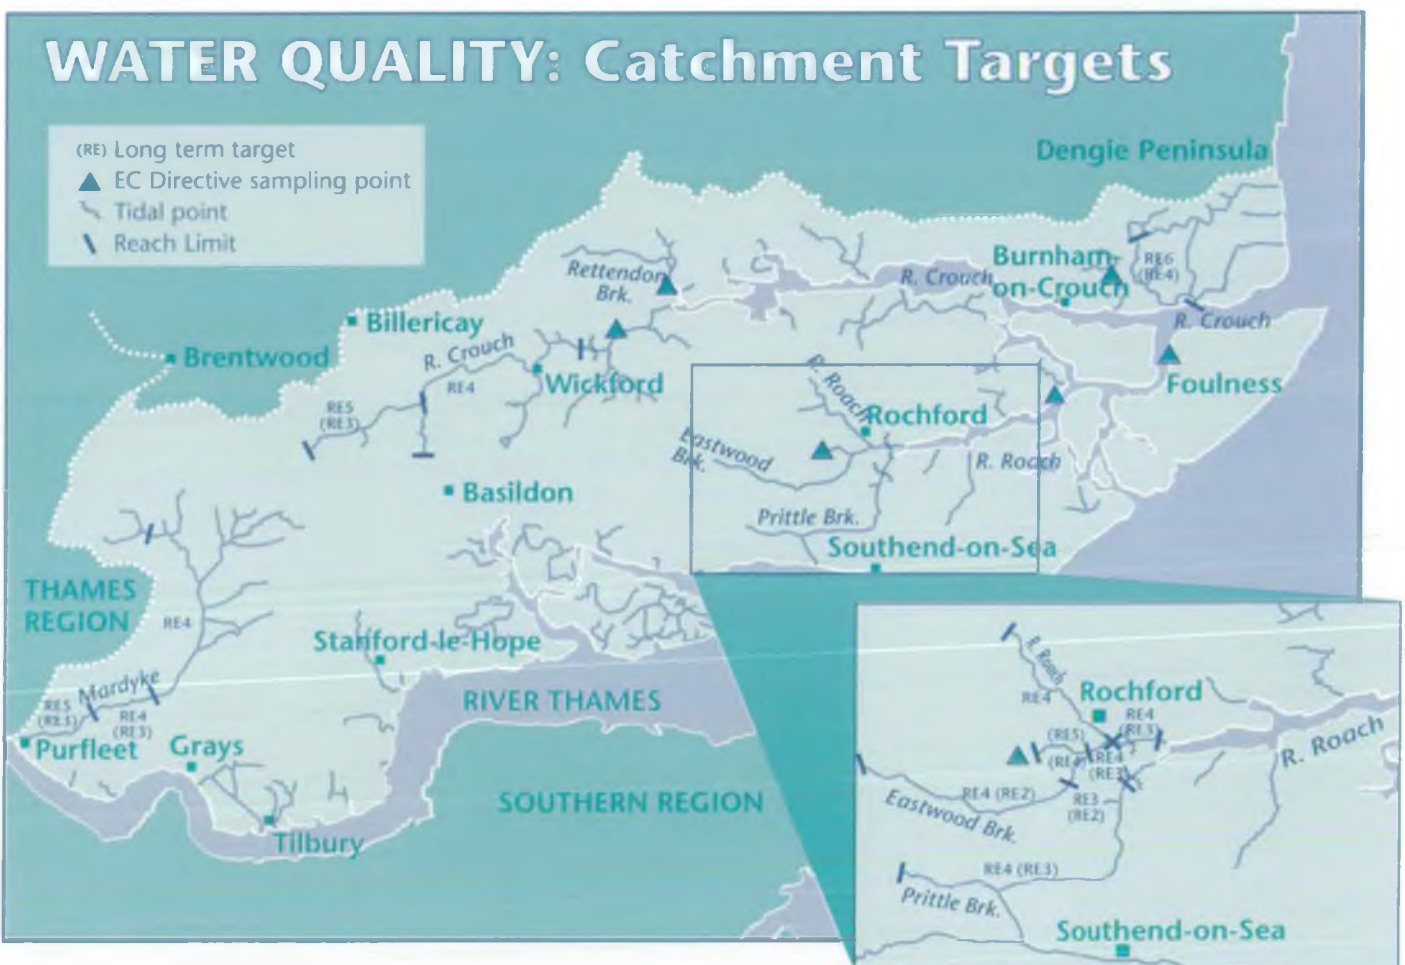 WATER QUALITY: Catchment Targets
(RE) Long term target
EC Directive sampling point
Tidal point
Reach Limit
Dengie Peninsula
Rettendon
Brk.
R. Crouch
Burnham-
on-Crouch
RE6
(RE4)
R. Crouch
Billericay
Brentwood
R. Crouch
RE4
Wickford
RE5
(RE3)
Foulness
R. Roach
Rochford
Eastwood
Brk.
R. Roach
Basildon
Prittle Brk.
Southend-on-Sea
THAMES
REGION
RE4
Stanford-le-Hope
Mardyke
RE5
(RE3)
RE4
(RE3)
RIVER THAMES
Purfleet
Grays
SOUTHERN REGION
Tilbury
R. Roach
RE4
Rochford
RE4
(RE3)
(RE5)
(RE4)
RE4
(RE3)
R. Roach
RE4 (RE2)
Eastwood Brk.
RE3
(RE2)
RE4 (RE3)
Prittle Brk.
Southend-on-Sea